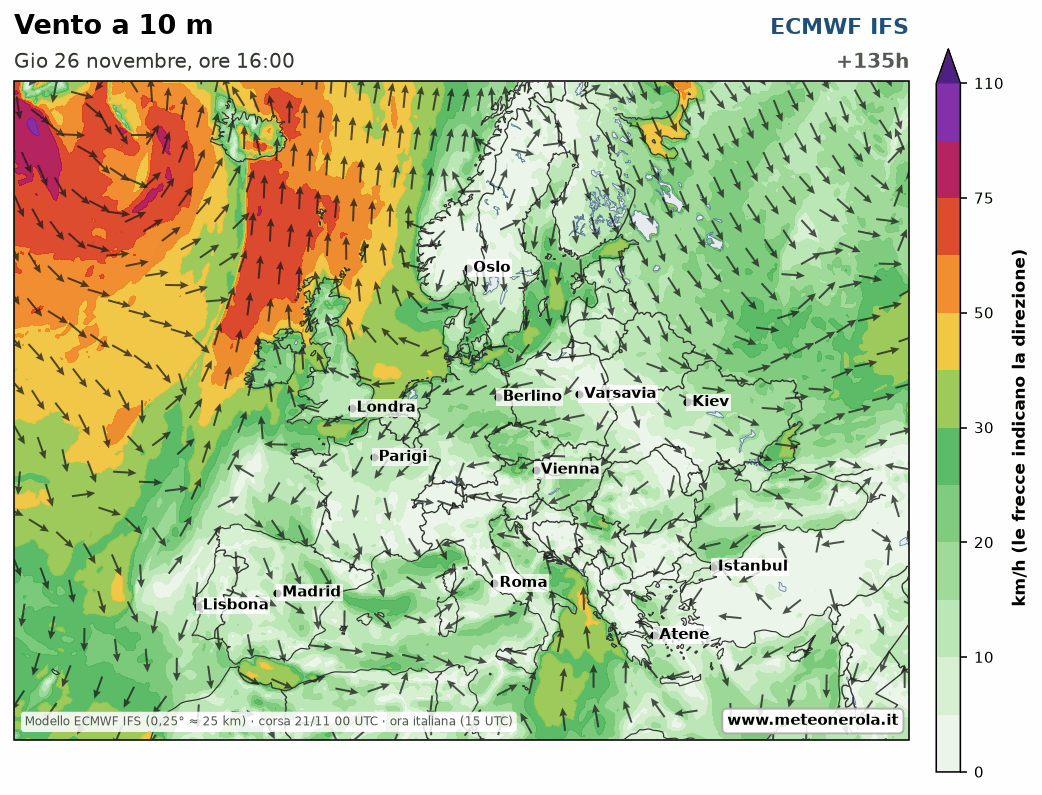 Vento a 10 m
ECMWF IFS
Gio 26 novembre, ore 16:00
+135h
110
75
50
30
20
10
0
km/h (le frecce indicano la direzione)
Oslo
Londra
Berlino
Varsavia
Kiev
Parigi
Vienna
Roma
Istanbul
Madrid
Lisbona
Atene
Modello ECMWF IFS (0,25° ≈ 25 km) · corsa 21/11 00 UTC · ora italiana (15 UTC)
www.meteonerola.it